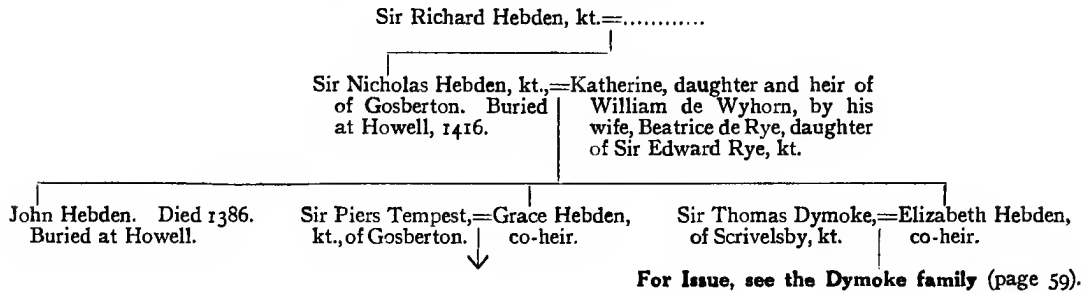 Sir Richard Hebden, kt.=............
Sir Nicholas Hebden, kt.,=Katherine, daughter and heir of
of Gosberton. Buried
at Howell, 1416.
William de Wyhorn, by his
wife, Beatrice de Rye, daughter
of Sir Edward Rye, kt.
John Hebden. Died 1386.
Buried at Howell.
Sir Piers Tempest,=Grace Hebden,
kt., of Gosberton.
co-heir.
Sir Thomas Dymoke,=Elizabeth Hebden,
of Scrivelsby, kt.
co-heir.
For Issue, see the Dymoke family (page 59).